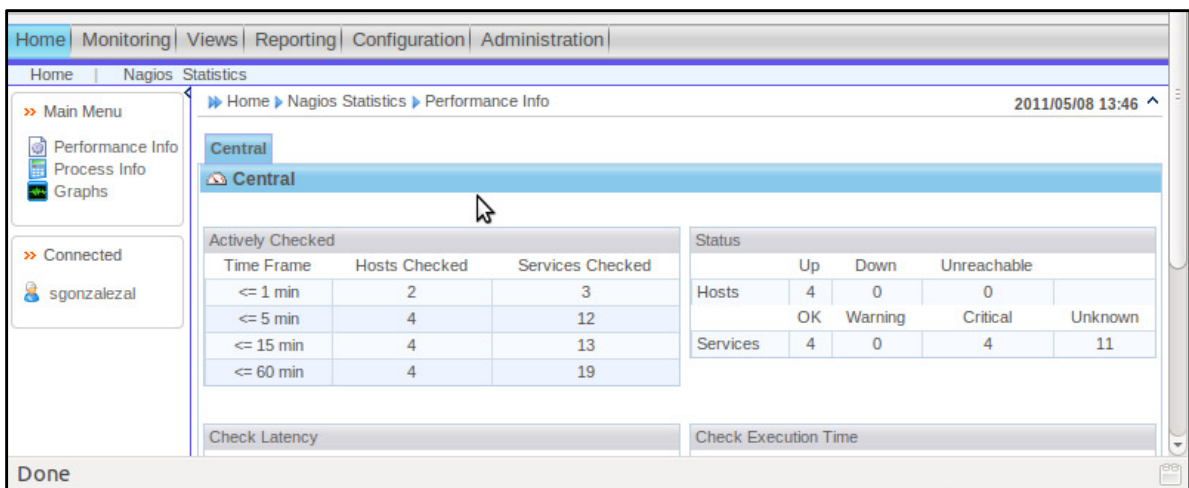 Home Monitoring Views Reporting Configuration Administration
Home | Nagios Statistics
Main Menu
Performance Info
Process Info
Graphs
Connected
sgonzalezal
Home Nagios Statistics Performance Info 2011/05/08 13:46
Central
Central
Actively Checked
Time Frame Hosts Checked Services Checked
<= 1 min 2 3
<= 5 min 4 12
<= 15 min 4 13
<= 60 min 4 19
Status
Up Down Unreachable
Hosts 4 0 0
OK Warning Critical Unknown
Services 4 0 4 11
Check Latency
Check Execution Time
Done